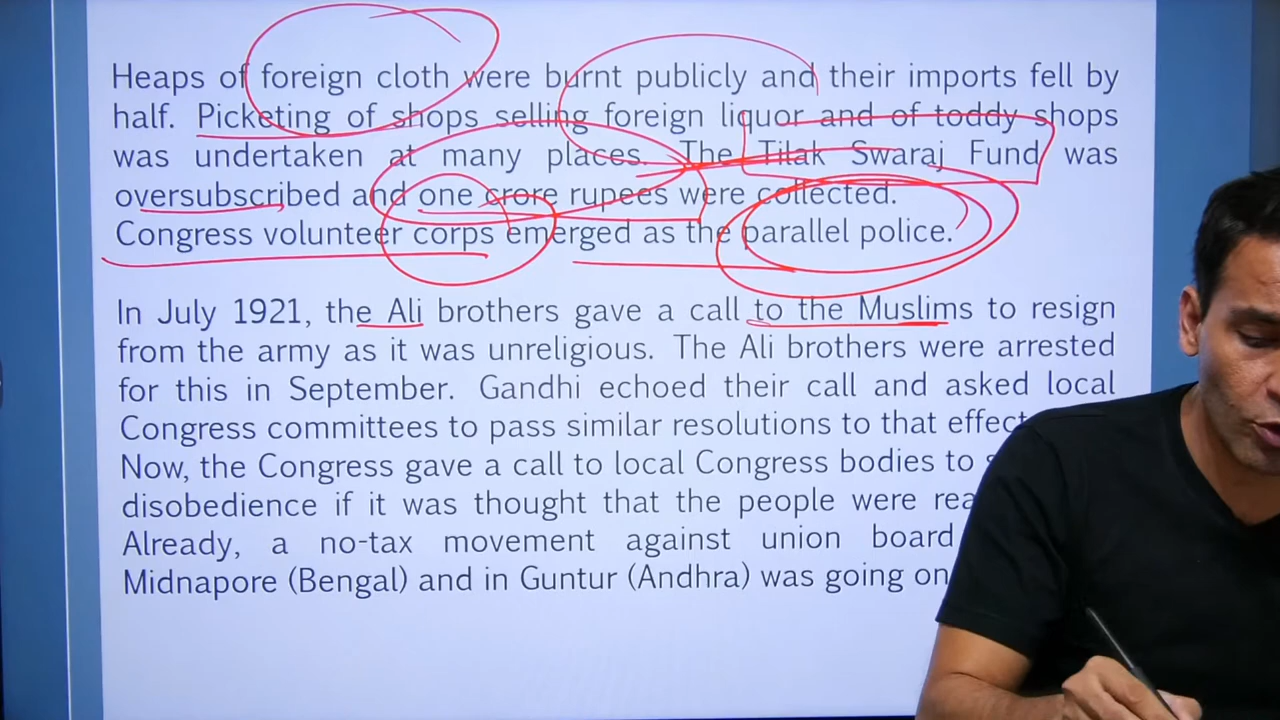 Heaps of foreign cloth were burnt publicly and their imports fell by
half. Picketing of shops selling foreign liquor and of toddy shops
was undertaken at many places. The Tilak Swaraj Fund was
oversubscribed and one crore rupees were collected.
Congress volunteer corps emerged as the parallel police.
In July 1921, the Ali brothers gave a call to the Muslims to resign
from the army as it was unreligious. The Ali brothers were arrested
for this in September. Gandhi echoed their call and asked local
Congress committees to pass similar resolutions to that effect
Now, the Congress gave a call to local Congress bodies to
disobedience if it was thought that the people were
Already, a no-tax movement against union board
Midnapore (Bengal) and in Guntur (Andhra) was going on